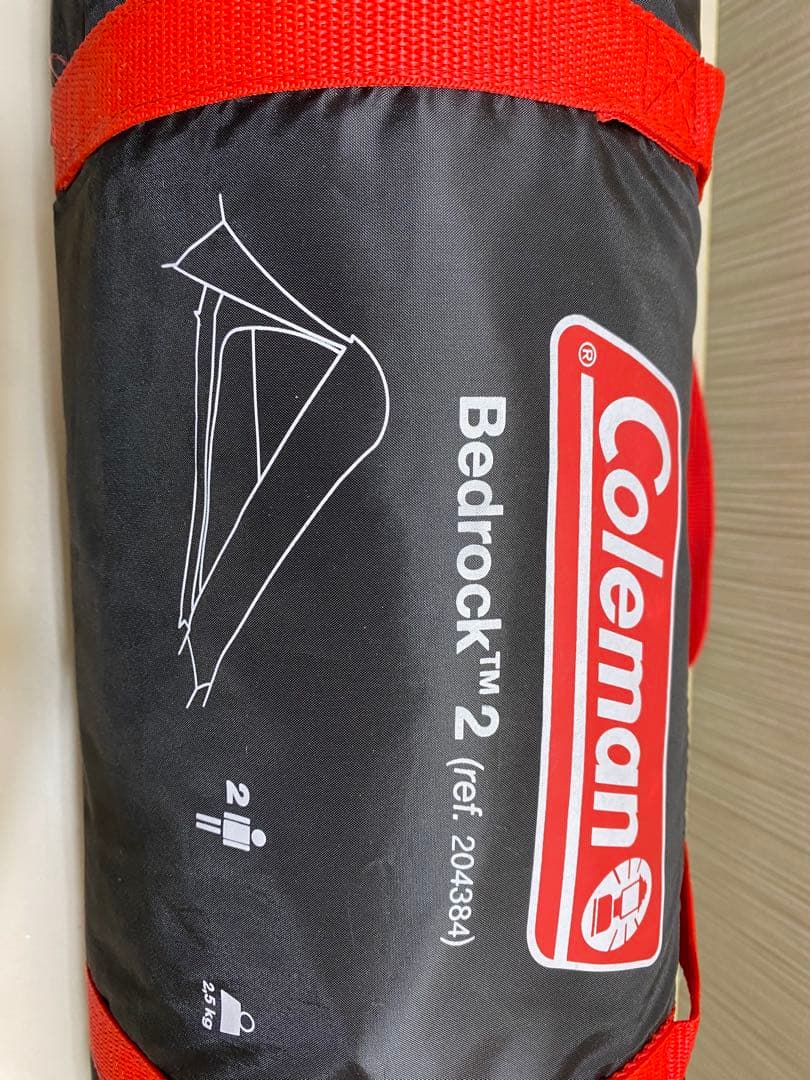 Coleman®
Bedrock™ 2 (ref. 204384)
2
2,5 kg